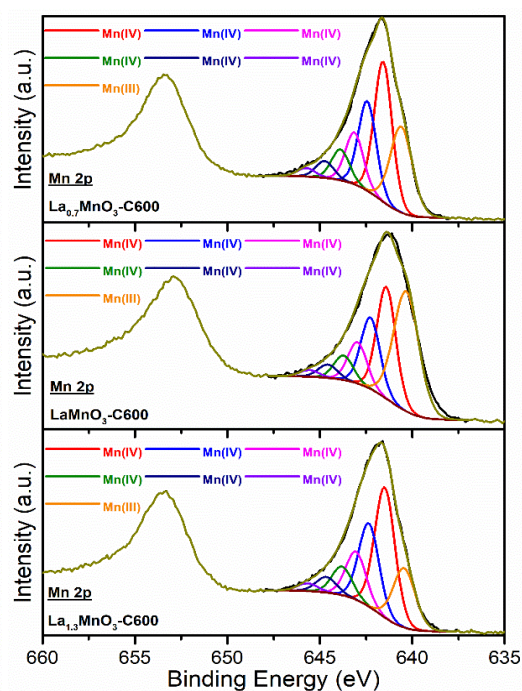 Intensity (a.u.)
Mn(IV) Mn(IV) Mn(IV)
Mn(IV) Mn(IV) Mn(IV)
Mn(III)
Mn 2p
La0.7MnO3-C600
Intensity (a.u.)
Mn(IV) Mn(IV) Mn(IV)
Mn(IV) Mn(IV) Mn(IV)
Mn(III)
Mn 2p
LaMnO3-C600
Intensity (a.u.)
Mn(IV) Mn(IV) Mn(IV)
Mn(IV) Mn(IV) Mn(IV)
Mn(III)
Mn 2p
La1.3MnO3-C600
660 655 650 645 640 635
Binding Energy (eV)